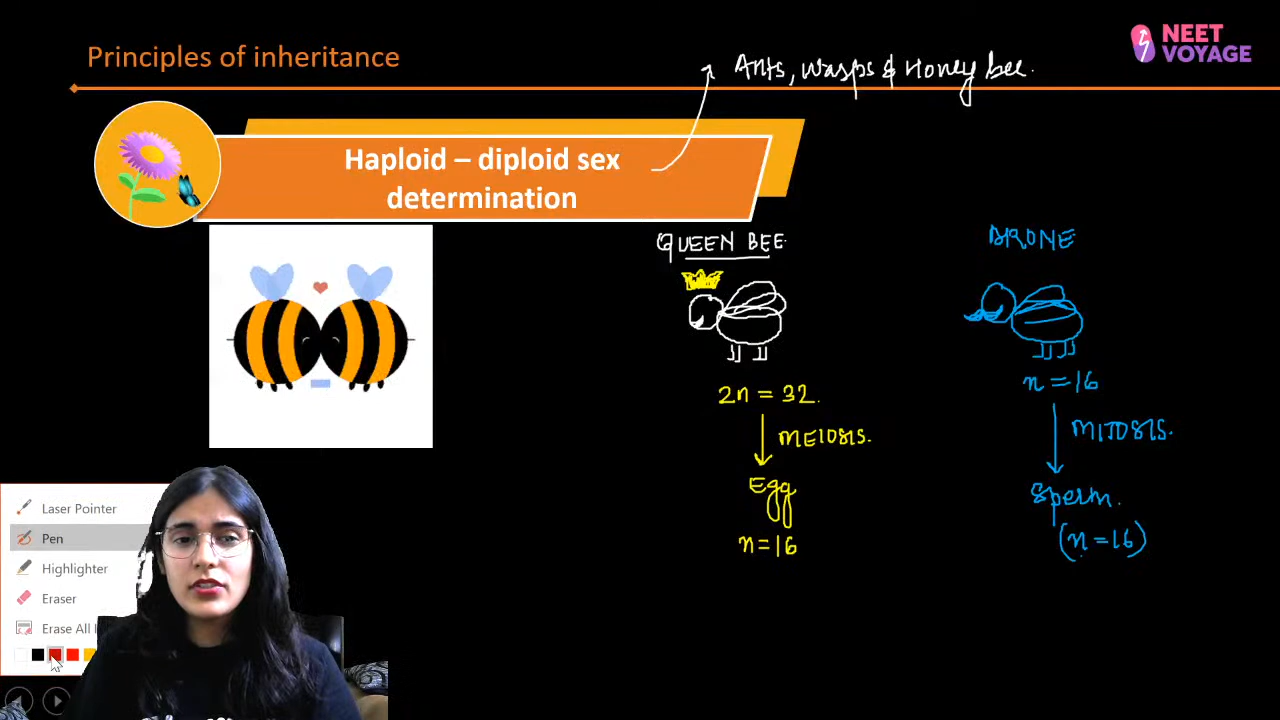 Principles of inheritance
NEET
VOYAGE
Ants, Wasps & Honey bee.
Haploid – diploid sex
determination
QUEEN BEE
DRONE
2n = 32.
n = 16
MEIOSIS.
MITOSIS.
Egg
n = 16
Sperm.
(n = 16)
Laser Pointer
Pen
Highlighter
Eraser
Erase All